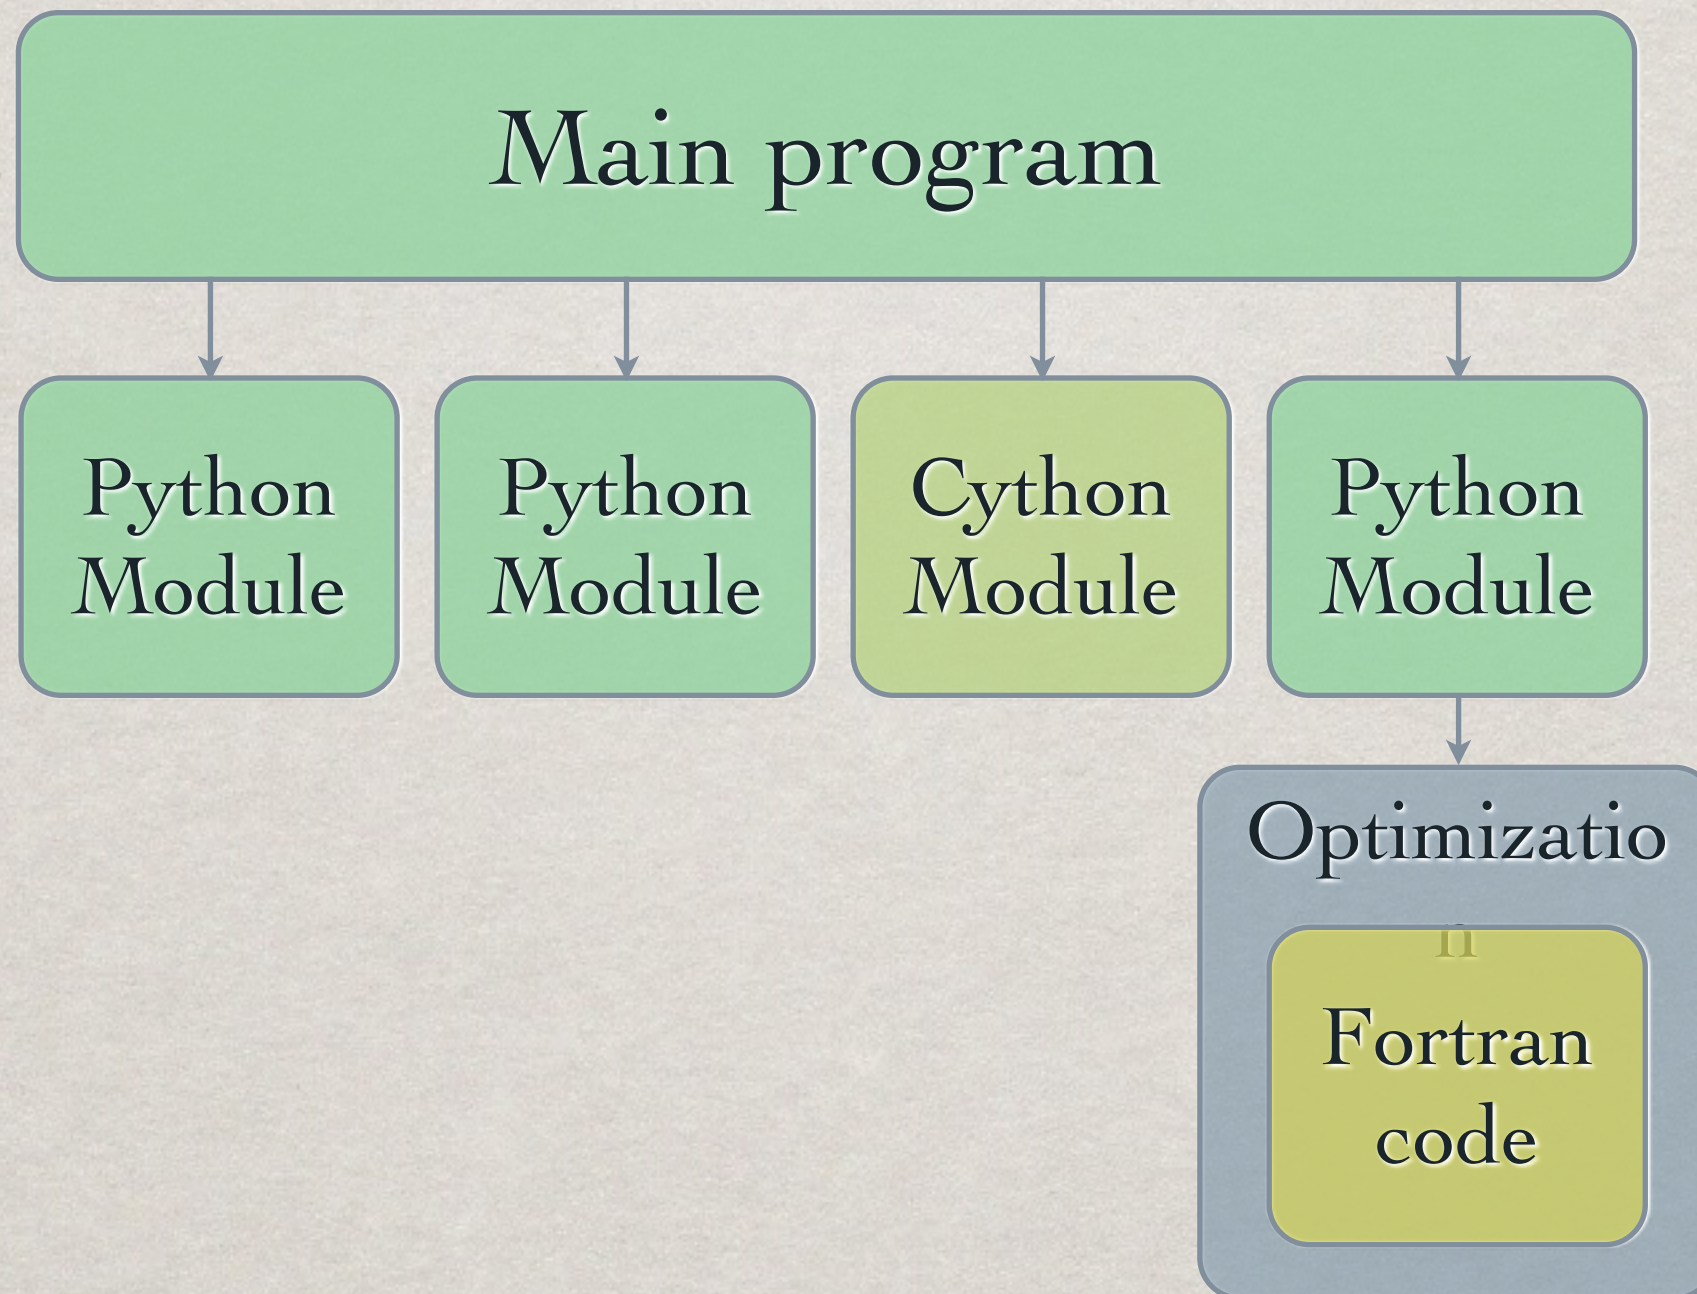 Main program
Python
Module
Python
Module
Cython
Module
Python
Module
Optimizatio
n
Fortran
code